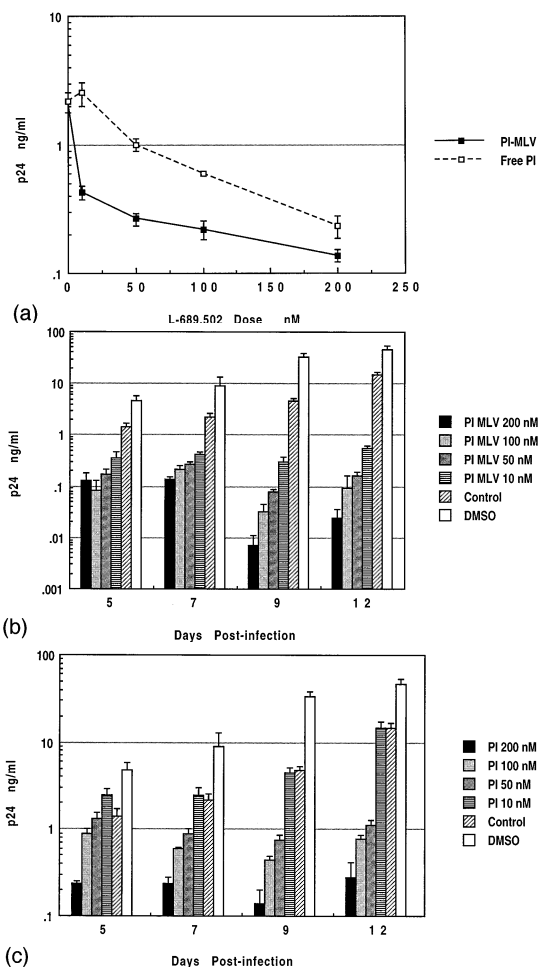 10
1
.1
p24 ng/ml
0 50 100 150 200 250
L-689,502 Dose nM
PI-MLV
Free PI
(a)
100
10
1
.1
.01
.001
p24 ng/ml
5 7 9 12
Days Post-infection
PI MLV 200 nM
PI MLV 100 nM
PI MLV 50 nM
PI MLV 10 nM
Control
DMSO
(b)
100
10
1
.1
p24 ng/ml
5 7 9 12
Days Post-infection
PI 200 nM
PI 100 nM
PI 50 nM
PI 10 nM
Control
DMSO
(c)